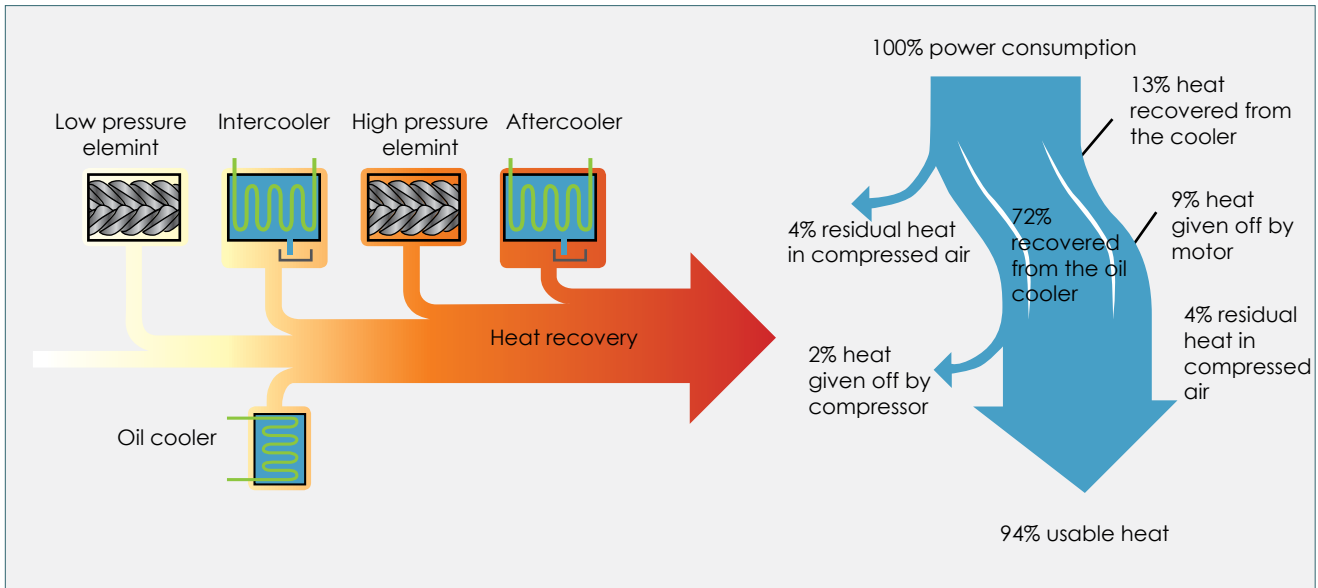 Low pressure
elemint
Intercooler
High pressure
elemint
Aftercooler
Heat recovery
Oil cooler
100% power consumption
13% heat
recovered from
the cooler
4% residual heat
in compressed air
72%
recovered
from the oil
cooler
9% heat
given off by
motor
2% heat
given off by
compressor
4% residual
heat in
compressed
air
94% usable heat